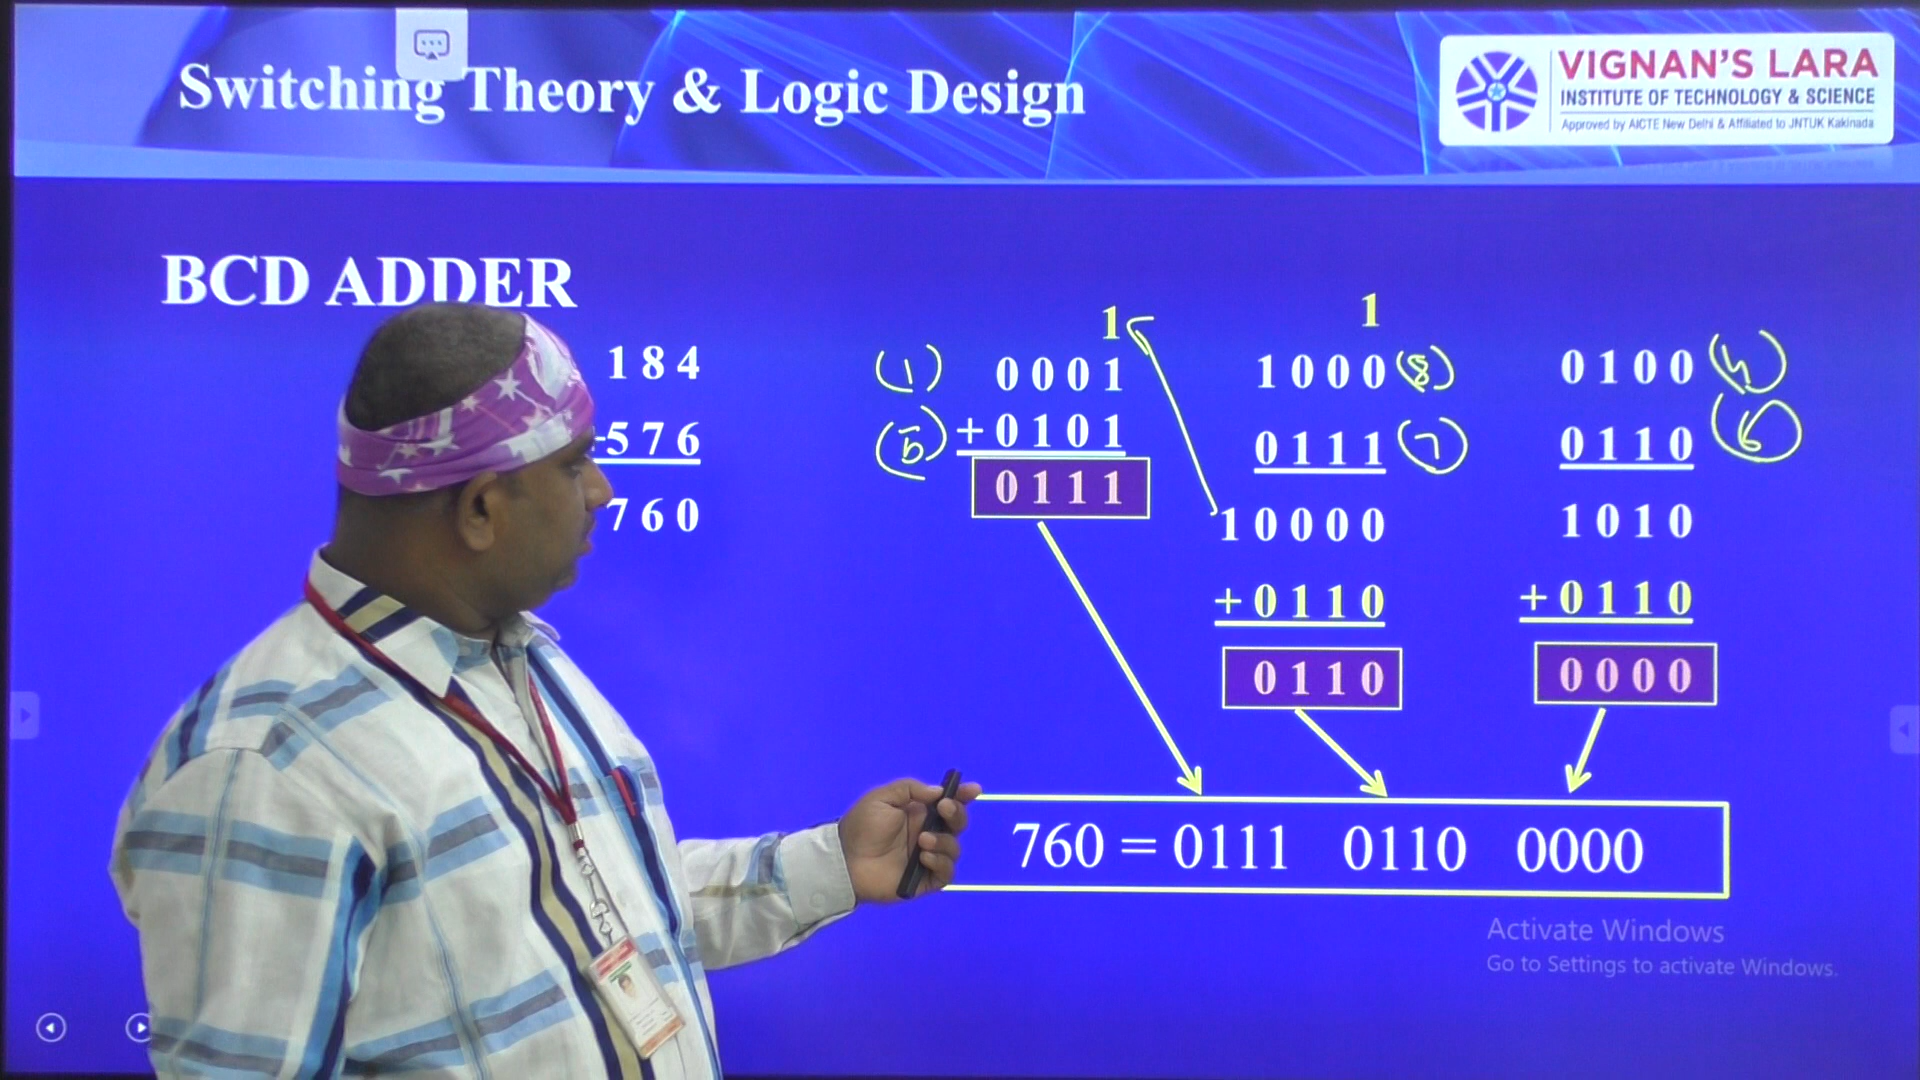 Switching Theory & Logic Design
VIGNAN'S LARA
INSTITUTE OF TECHNOLOGY & SCIENCE
Approved by AICTE New Delhi & Affiliated to JNTUK Kakinada
BCD ADDER
184
576
760
1 1
(1) 0001 1000 (8) 0100 (4)
(5) +0101 0111 (7) 0110 (6)
0111 10000 1010
+0110 +0110
0110 0000
760 = 0111 0110 0000
Activate Windows
Go to Settings to activate Windows.